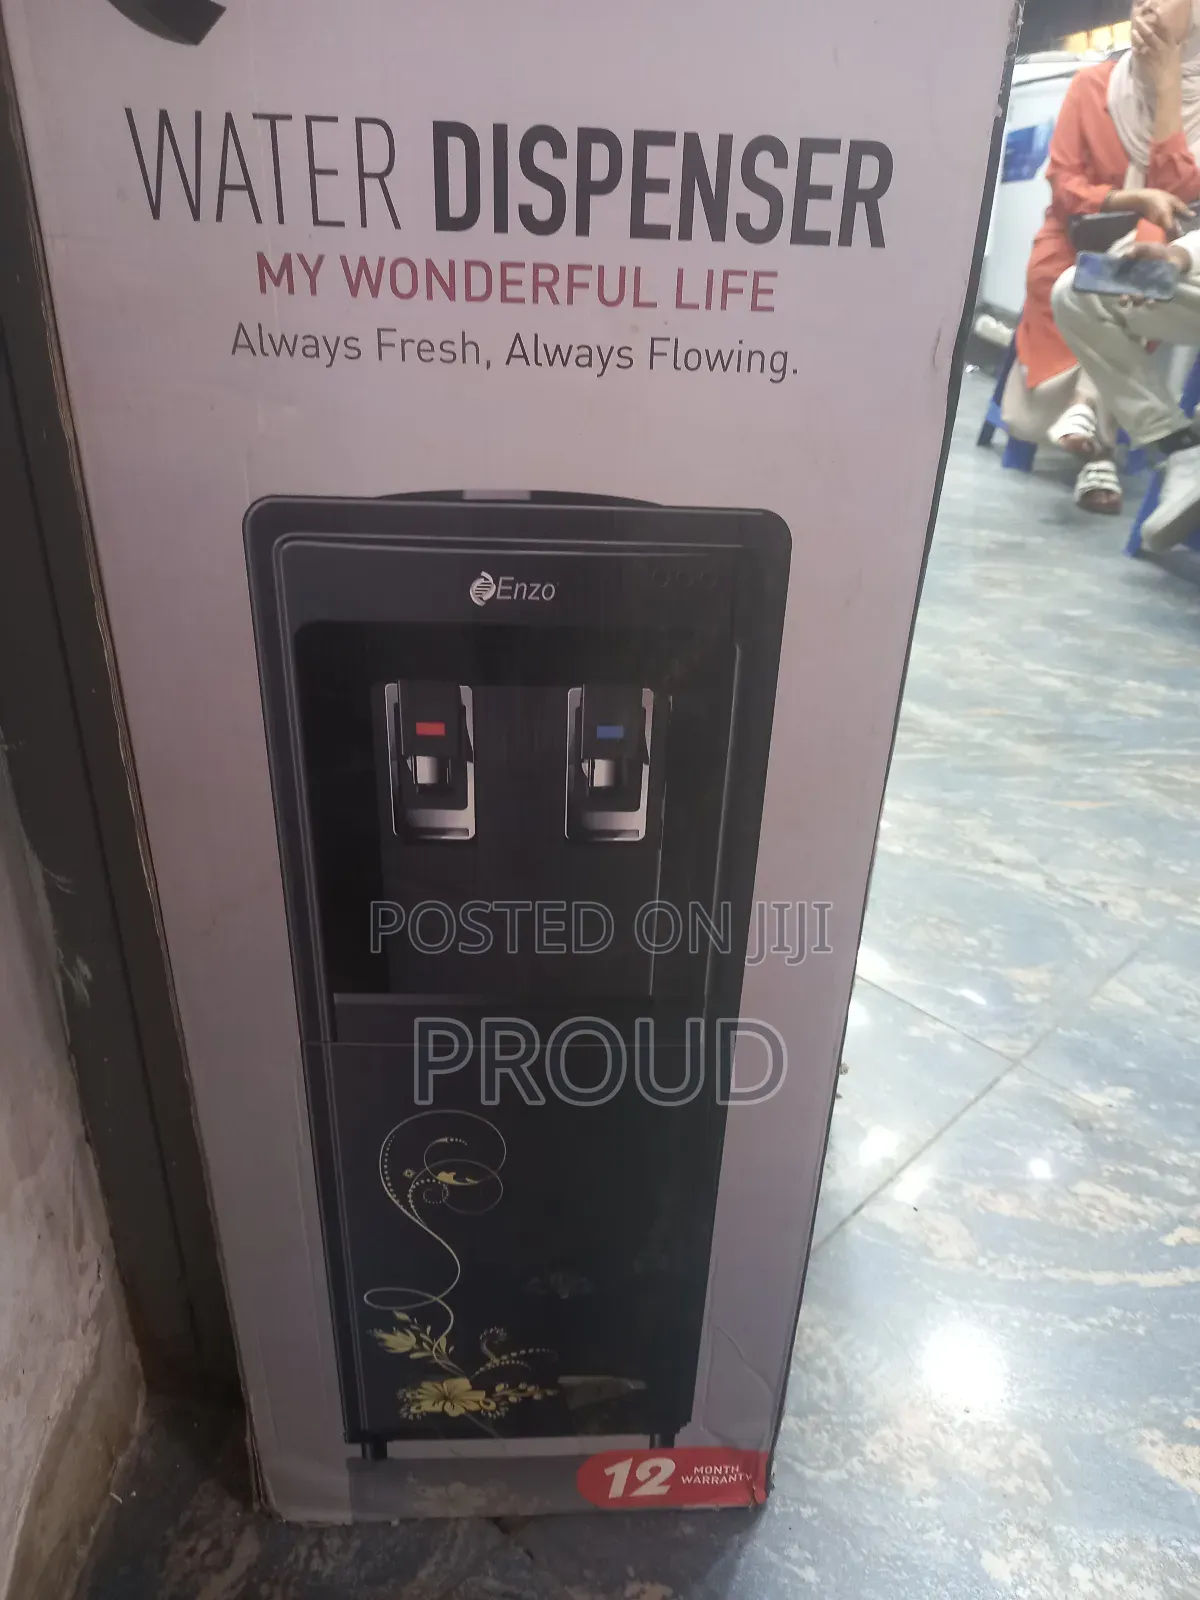 WATER DISPENSER
MY WONDERFUL LIFE
Always Fresh, Always Flowing.
Enzo
POSTED ON JIJI
PROUD
12 MONTH
WARRANTY